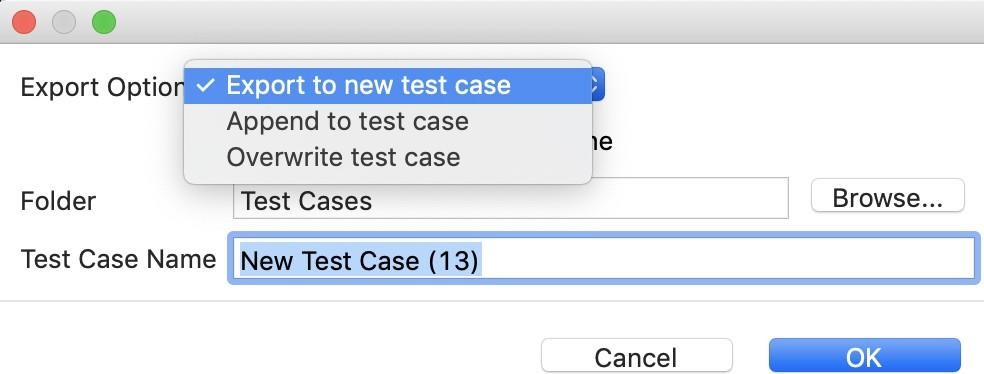 Export Option
✓ Export to new test case
Append to test case
Overwrite test case
Folder
Test Cases
Browse...
Test Case Name
New Test Case (13)
Cancel
OK